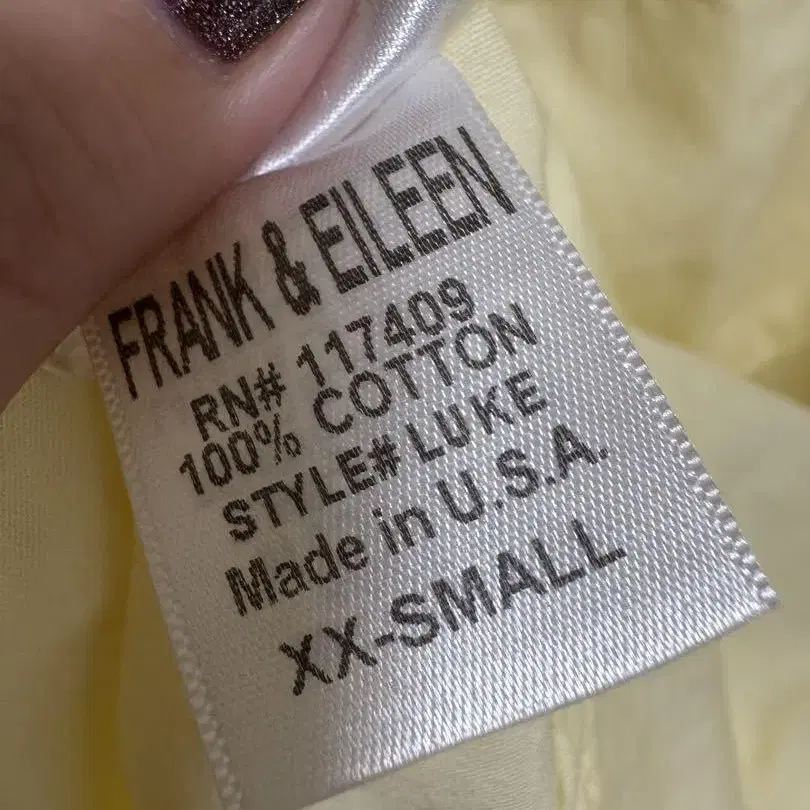 FRANK & EILEEN
RN# 117409
100% COTTON
STYLE# LUKE
Made in U.S.A.
XX-SMALL